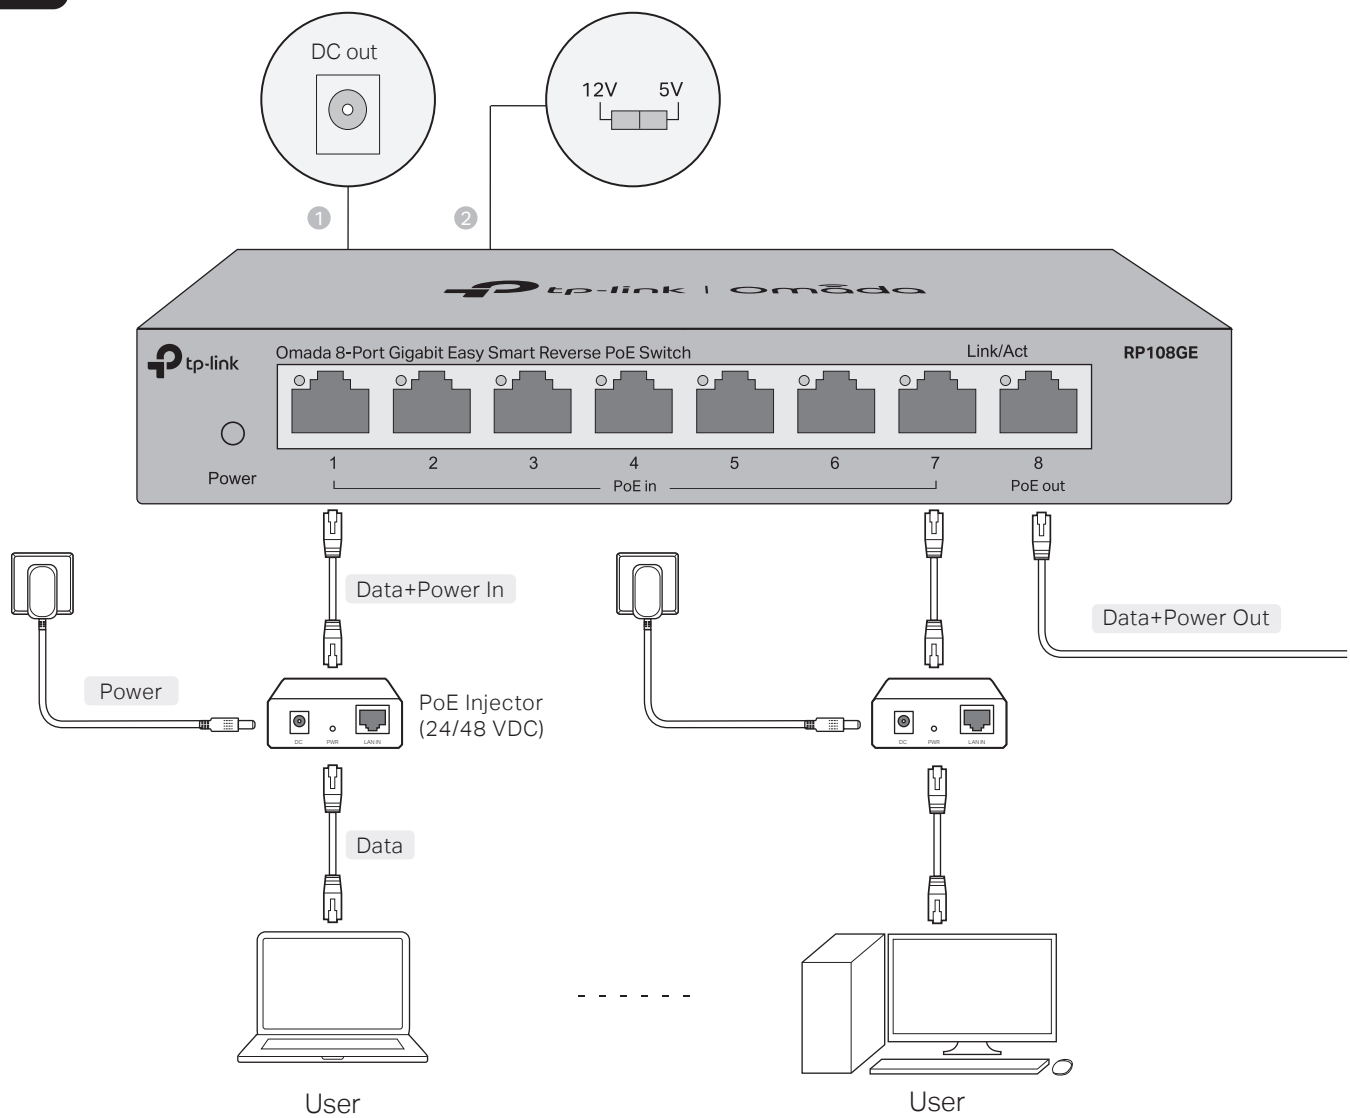 DC out
12V 5V
1
2
tp-link | Omada
tp-link
Omada 8-Port Gigabit Easy Smart Reverse PoE Switch
Link/Act
RP108GE
Power
1 2 3 4 5 6 7 8
PoE in
PoE out
Data+Power In
Data+Power Out
Power
PoE Injector
(24/48 VDC)
DC PWR LAN IN
DC PWR LAN IN
Data
User
User